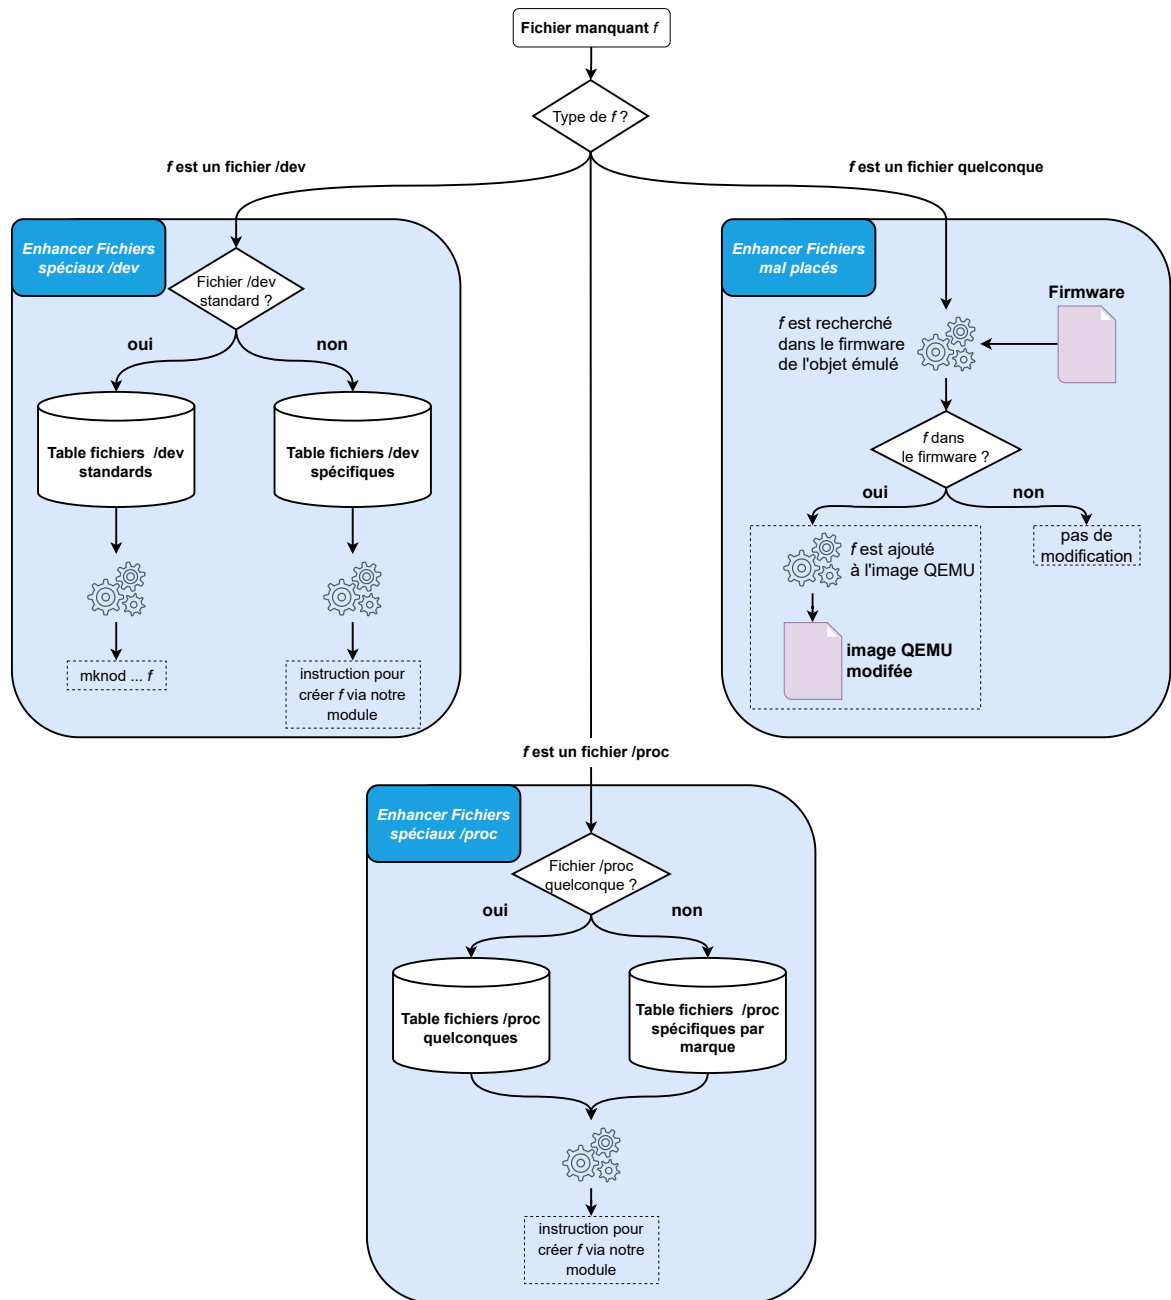 Fichier manquant f
Type de f ?
f est un fichier /dev
f est un fichier quelconque
Enhancer Fichiers
spéciaux /dev
Fichier /dev
standard ?
oui
non
Table fichiers /dev
standards
Table fichiers /dev
spécifiques
mknod ... f
instruction pour
créer f via notre
module
Enhancer Fichiers
mal placés
Firmware
f est recherché
dans le firmware
de l'objet émulé
f dans
le firmware ?
oui
non
f est ajouté
à l'image QEMU
pas de
modification
image QEMU
modifée
f est un fichier /proc
Enhancer Fichiers
spéciaux /proc
Fichier /proc
quelconque ?
oui
non
Table fichiers /proc
quelconques
Table fichiers /proc
spécifiques par
marque
instruction pour
créer f via notre
module